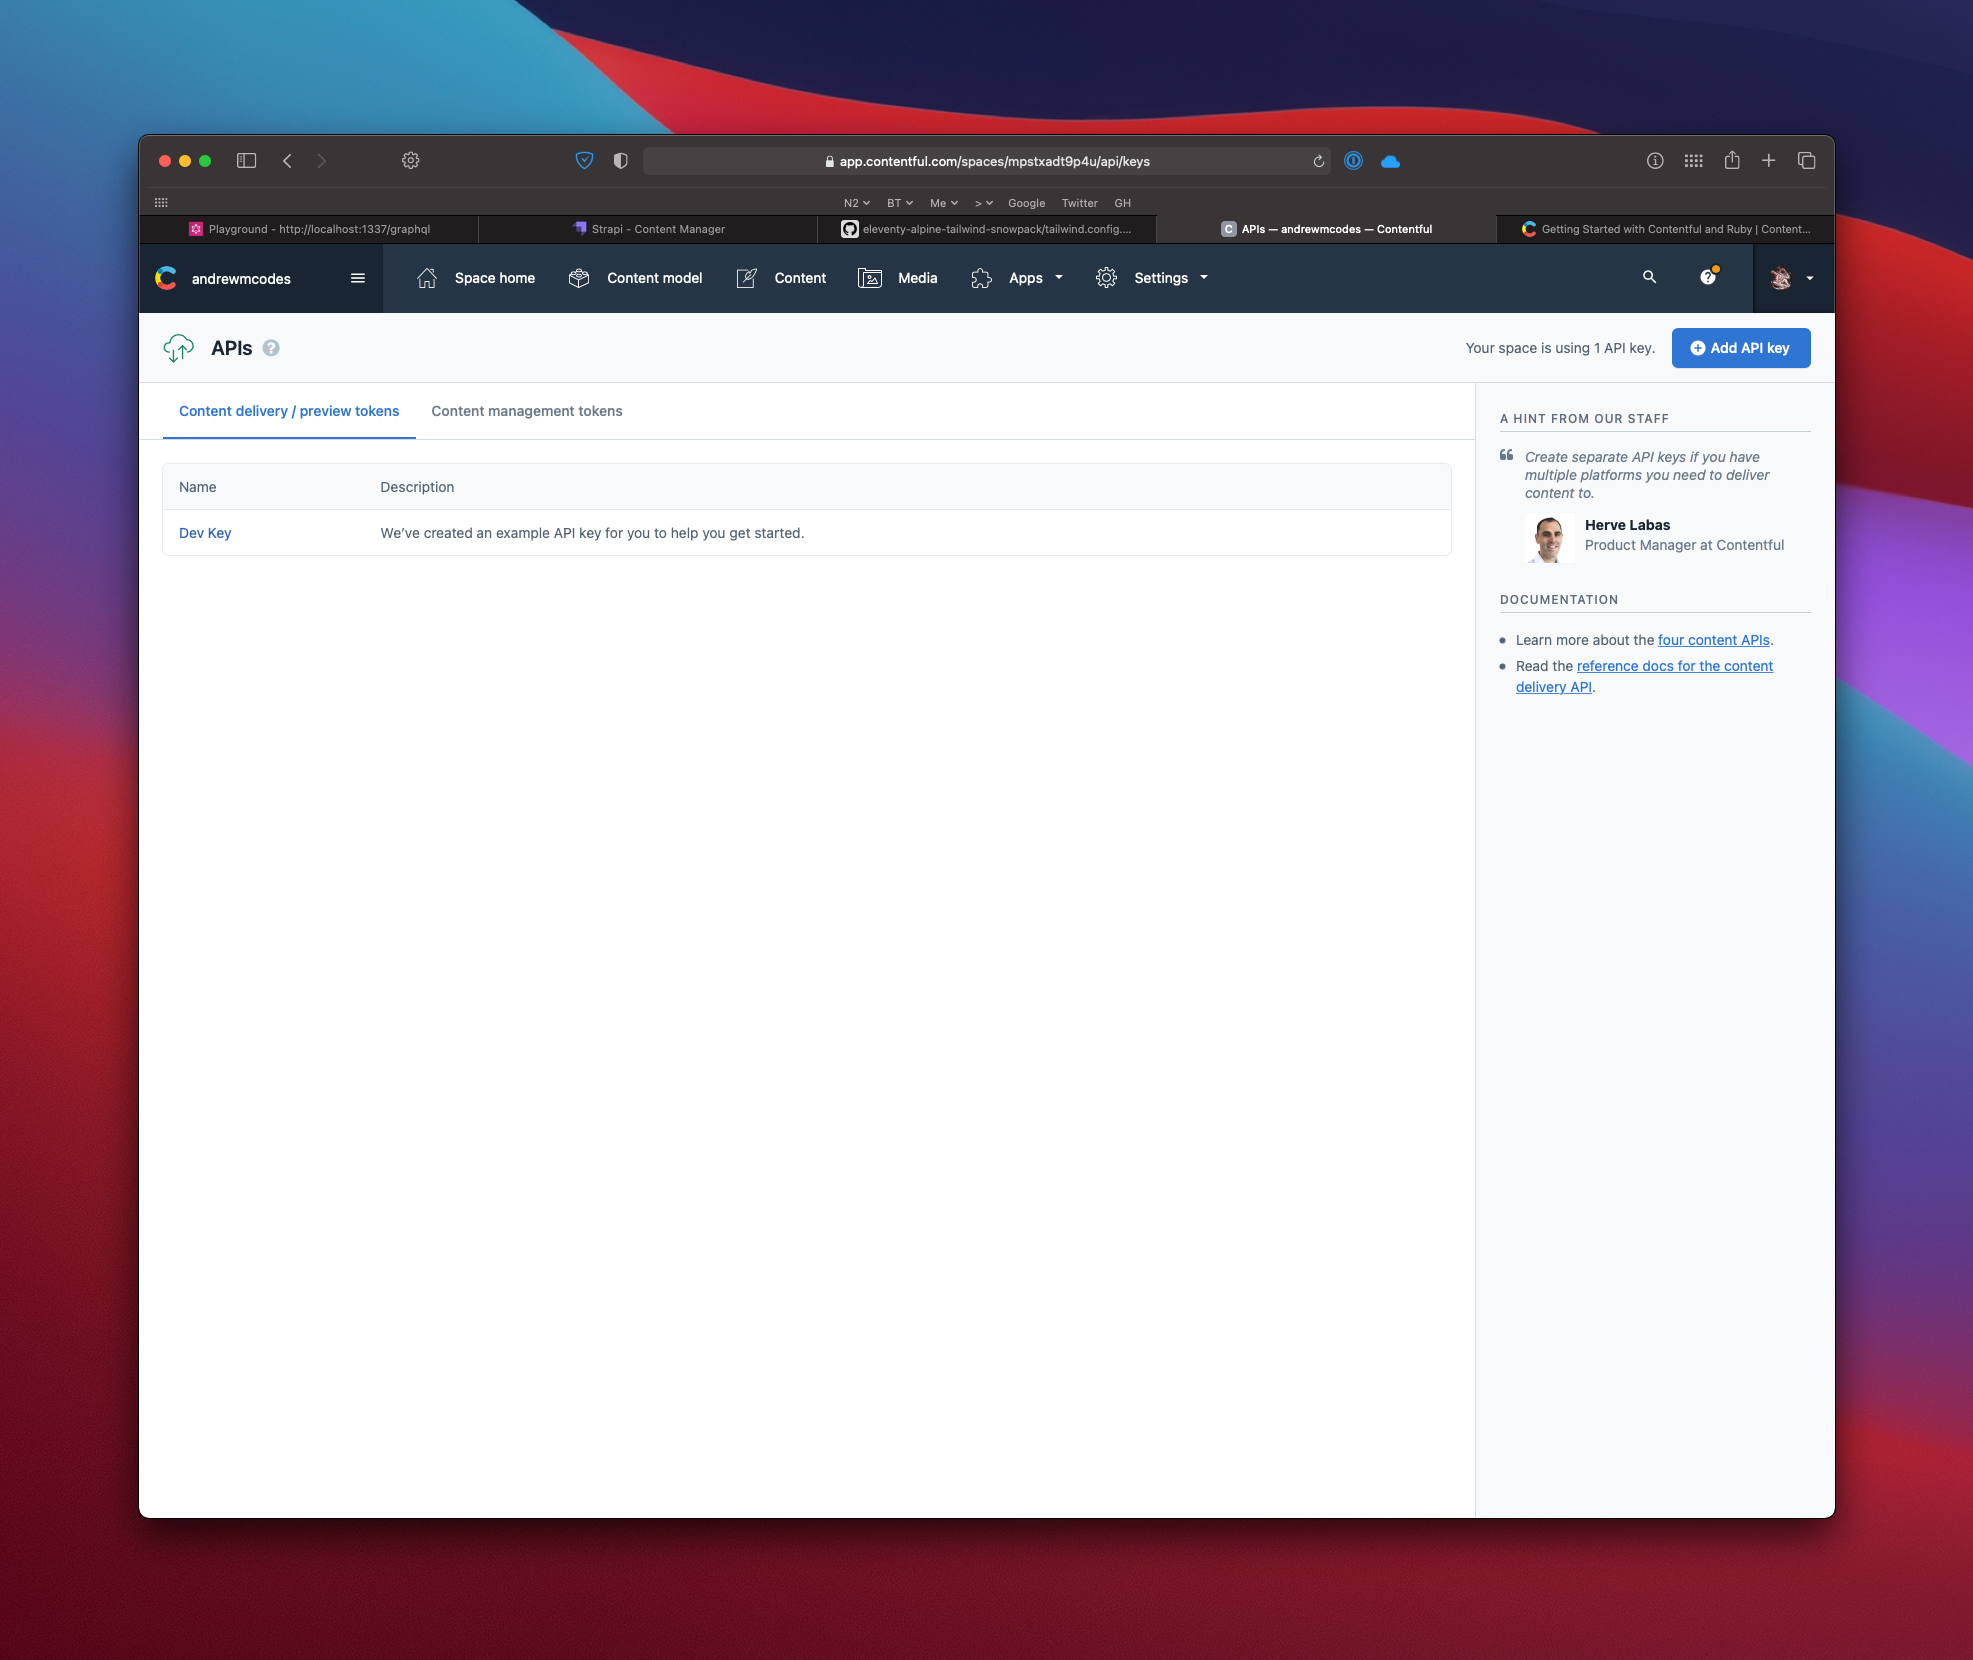 app.contentful.com/spaces/mpstxadt9p4u/api/keys
N2 BT Me > Google Twitter GH
Playground - http://localhost:1337/graphql
Strapi - Content Manager
eleventy-alpine-tailwind-snowpack/tailwind.config....
C APIs — andrewmcodes — Contentful
Getting Started with Contentful and Ruby | Content...
andrewmcodes
Space home
Content model
Content
Media
Apps
Settings
APIs
Your space is using 1 API key.
Add API key
Content delivery / preview tokens
Content management tokens
Name Description
Dev Key We've created an example API key for you to help you get started.
A HINT FROM OUR STAFF
Create separate API keys if you have
multiple platforms you need to deliver
content to.
Herve Labas
Product Manager at Contentful
DOCUMENTATION
Learn more about the four content APIs.
Read the reference docs for the content
delivery API.